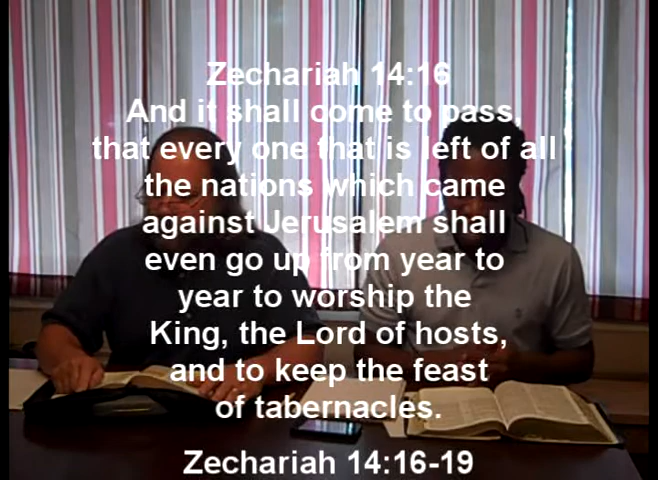 Zechariah 14:16
And it shall come to pass,
that every one that is left of all
the nations which came
against Jerusalem shall
even go up from year to
year to worship the
King, the Lord of hosts,
and to keep the feast
of tabernacles.
Zechariah 14:16-19